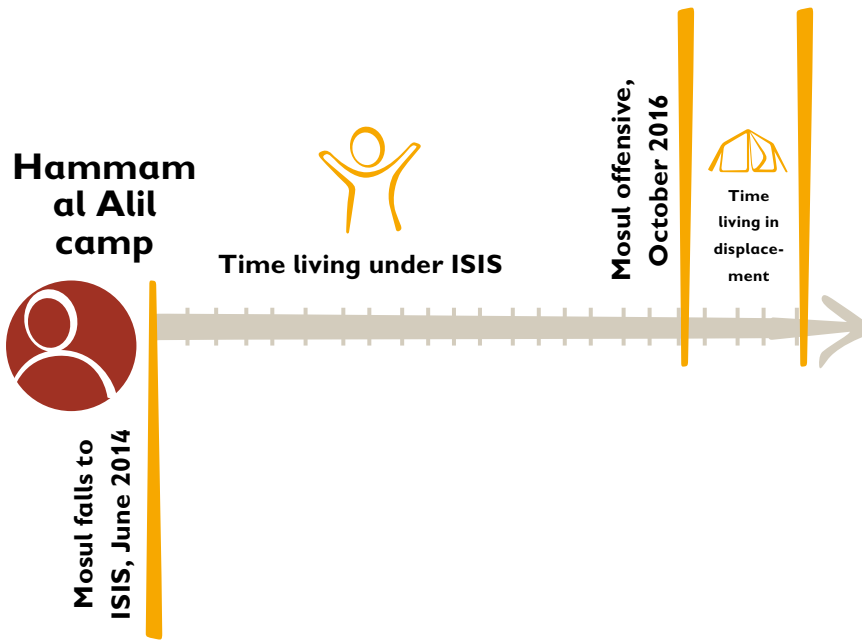 Hammam
al Alil
camp
Mosul falls to
ISIS, June 2014
Time living under ISIS
Mosul offensive,
October 2016
Time
living in
displace-
ment